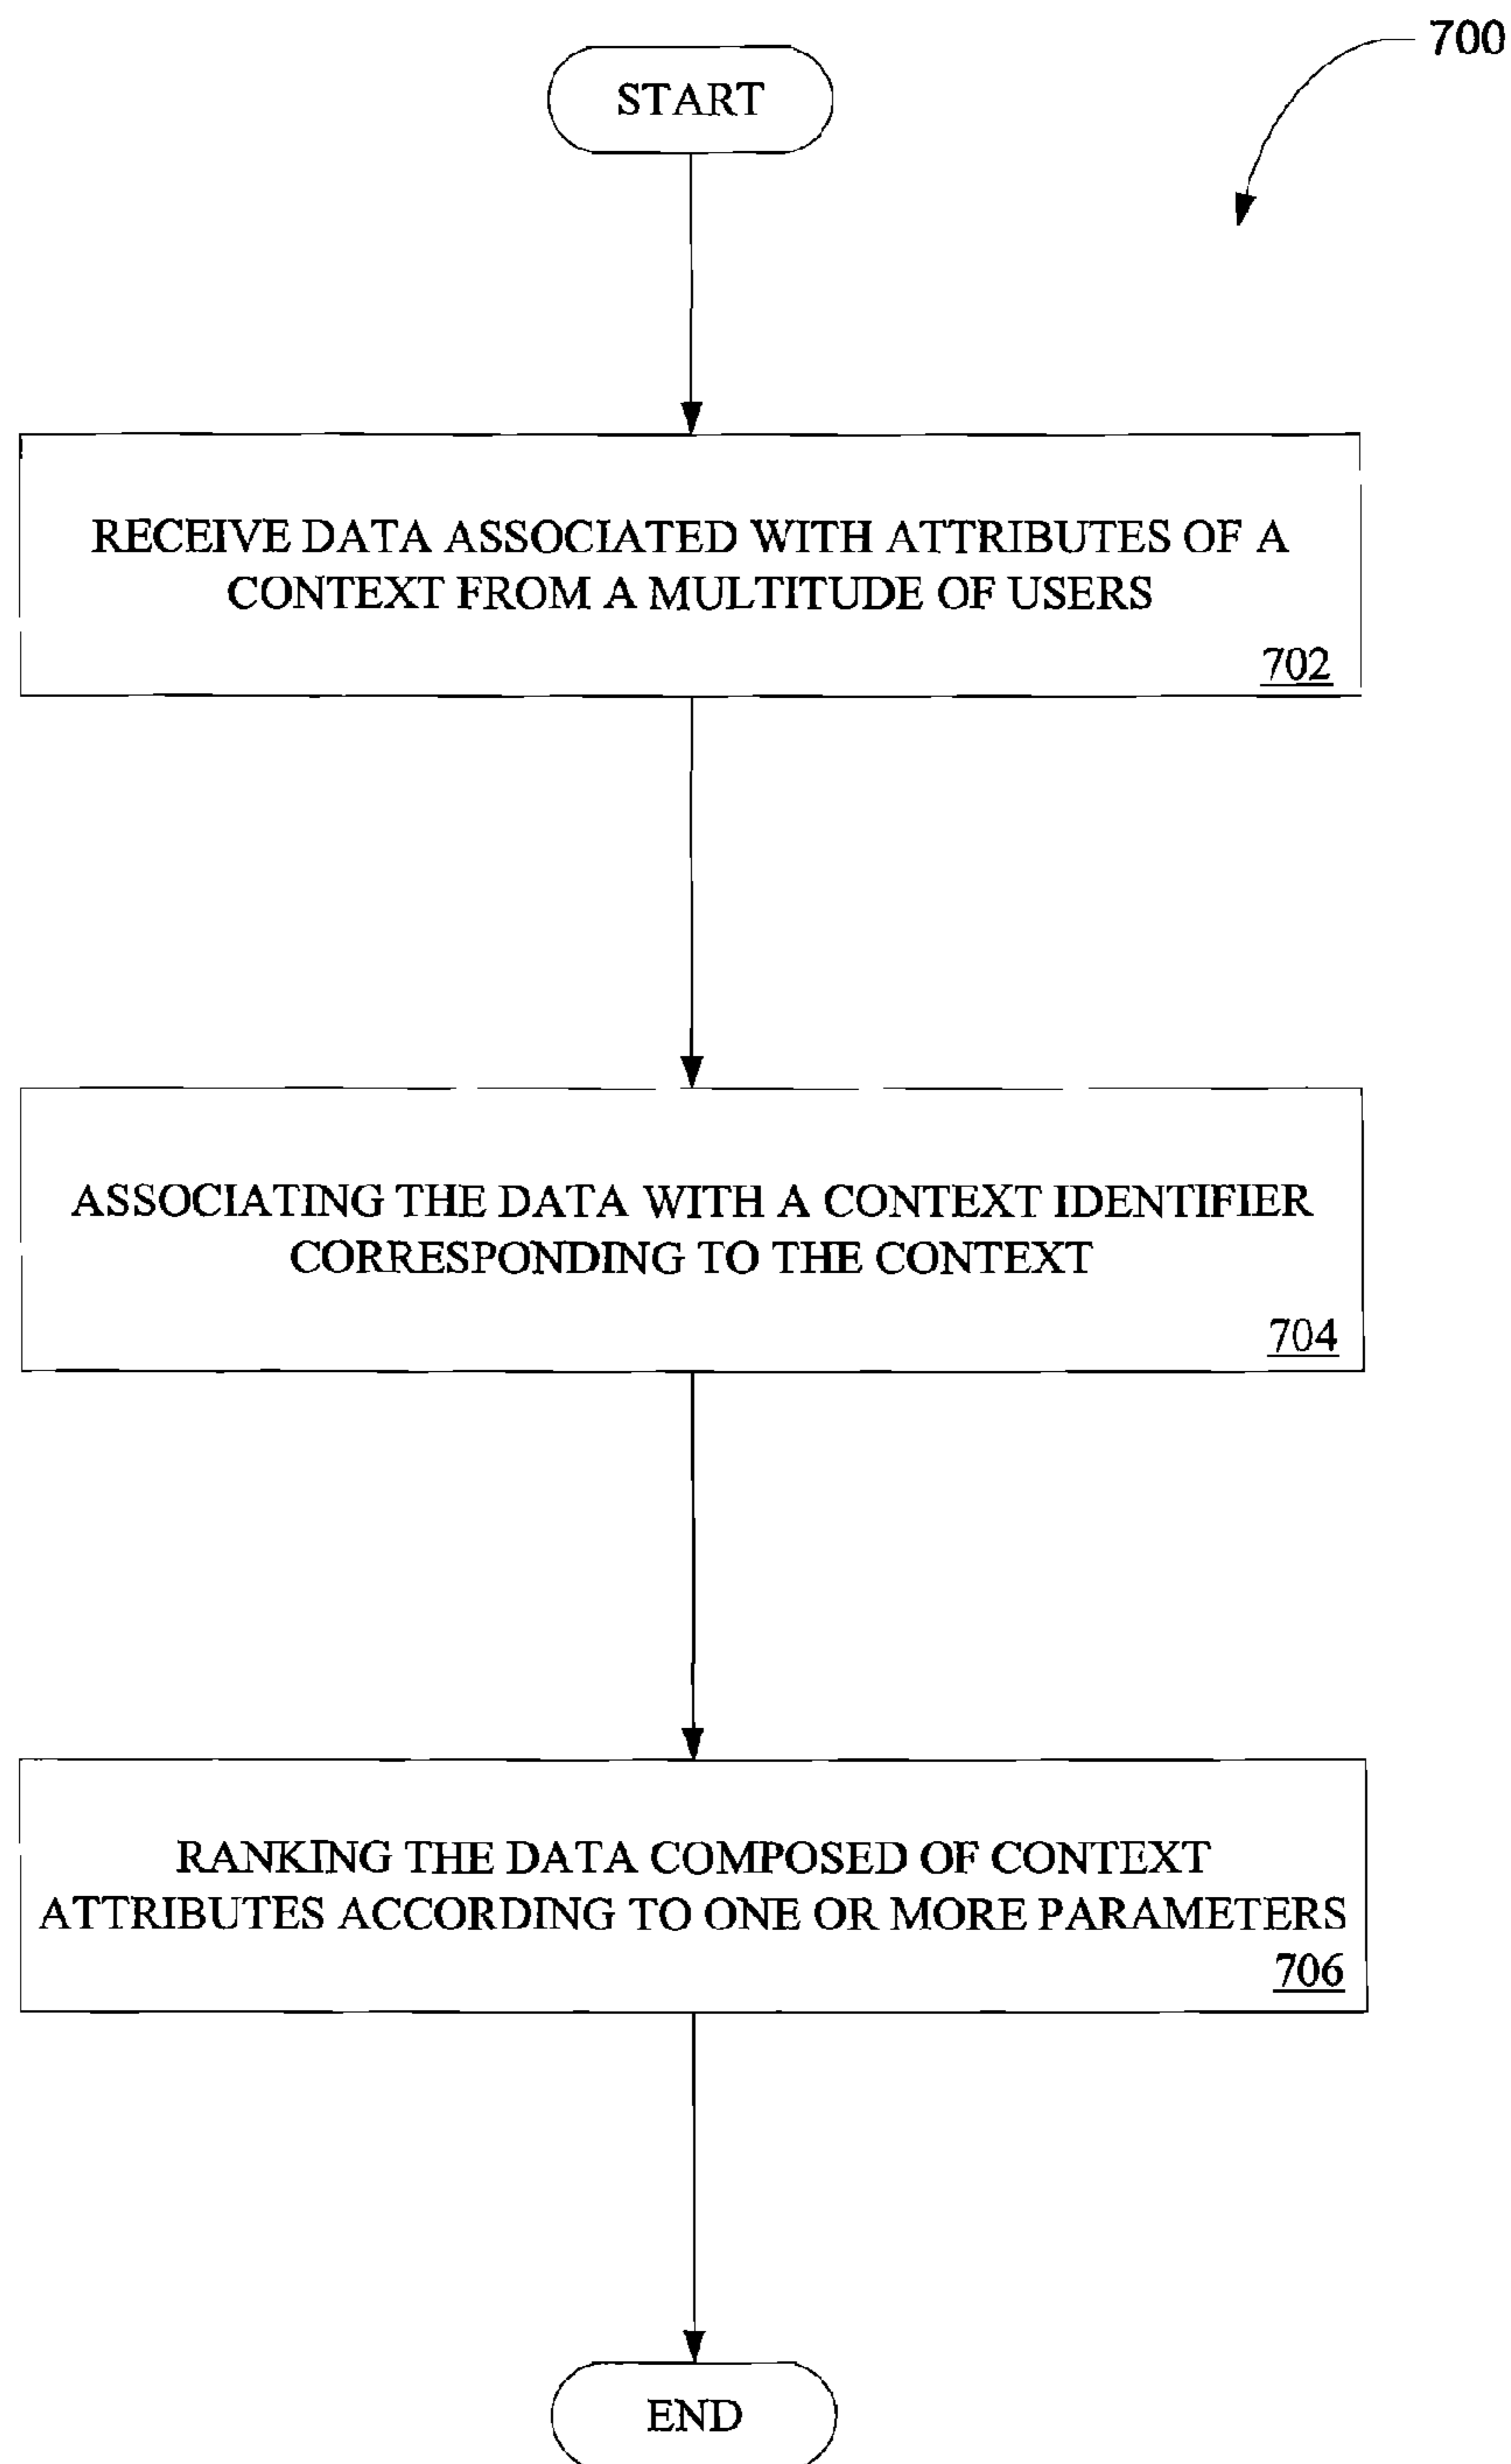 700
START
RECEIVE DATA ASSOCIATED WITH ATTRIBUTES OF A
CONTEXT FROM A MULTITUDE OF USERS
702
ASSOCIATING THE DATA WITH A CONTEXT IDENTIFIER
CORRESPONDING TO THE CONTEXT
704
RANKING THE DATA COMPOSED OF CONTEXT
ATTRIBUTES ACCORDING TO ONE OR MORE PARAMETERS
706
END